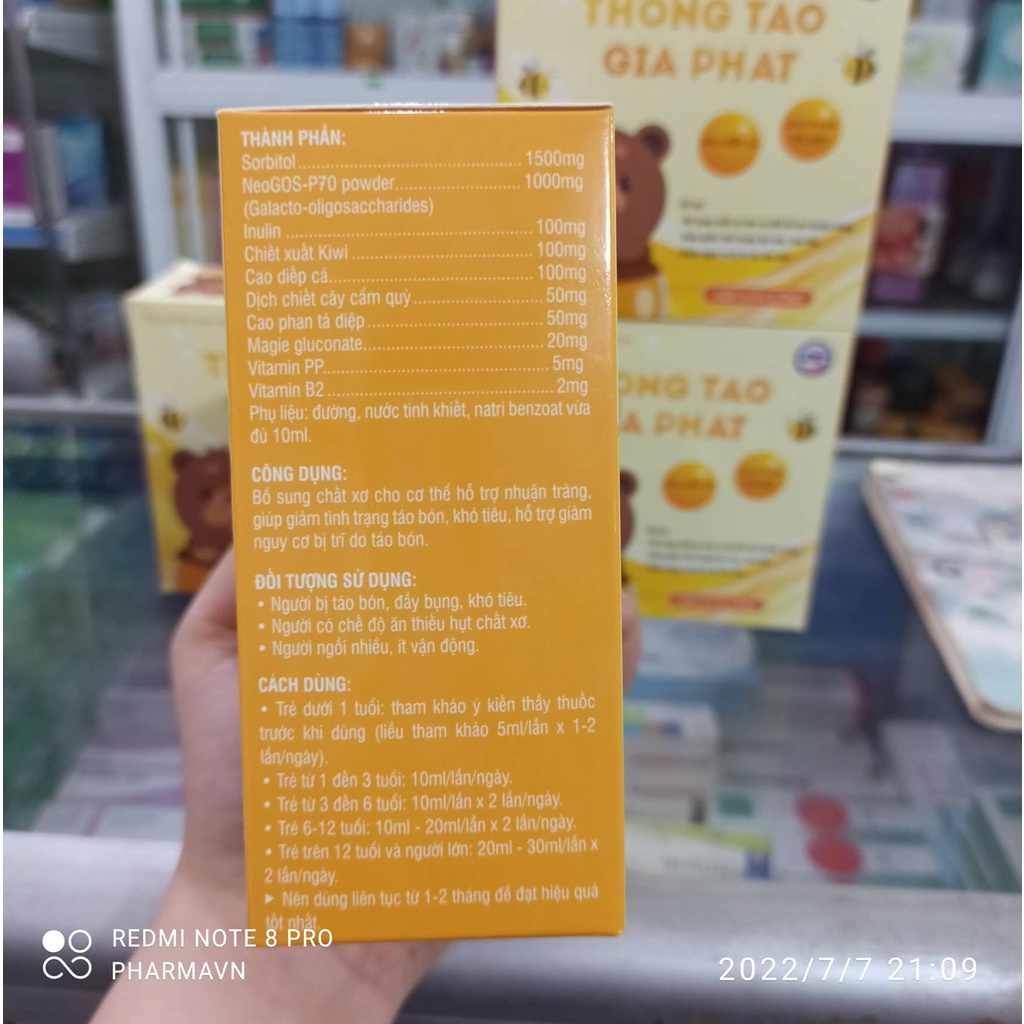 THÔNG TÁO
GIA PHÁT
THÀNH PHẦN:
Sorbitol........................................1500mg
NeoGOS-P70 powder.......................1000mg
(Galacto-oligosaccharides)
Inulin............................................100mg
Chiết xuất Kiwi................................100mg
Cao diếp cá....................................100mg
Dịch chiết cây cẩm quỳ.......................50mg
Cao phan tả diệp...............................50mg
Magie gluconate...............................20mg
Vitamin PP......................................5mg
Vitamin B2......................................2mg
Phụ liệu: đường, nước tinh khiết, natri benzoat vừa
đủ 10ml.
CÔNG DỤNG:
Bổ sung chất xơ cho cơ thể hỗ trợ nhuận tràng,
giúp giảm tình trạng táo bón, khó tiêu, hỗ trợ giảm
nguy cơ bị trĩ do táo bón.
ĐỐI TƯỢNG SỬ DỤNG:
• Người bị táo bón, đầy bụng, khó tiêu.
• Người có chế độ ăn thiếu hụt chất xơ.
• Người ngồi nhiều, ít vận động.
CÁCH DÙNG:
• Trẻ dưới 1 tuổi: tham khảo ý kiến thầy thuốc
trước khi dùng (liều tham khảo 5ml/lần x 1-2
lần/ngày).
• Trẻ từ 1 đến 3 tuổi: 10ml/lần/ngày.
• Trẻ từ 3 đến 6 tuổi: 10ml/lần x 2 lần/ngày.
• Trẻ 6-12 tuổi: 10ml - 20ml/lần x 2 lần/ngày.
• Trẻ trên 12 tuổi và người lớn: 20ml - 30ml/lần x
2 lần/ngày.
► Nên dùng liên tục từ 1-2 tháng để đạt hiệu quả
tốt nhất.
ONG TAO
A PHAT
REDMI NOTE 8 PRO
PHARMAVN
2022/7/7 21:09